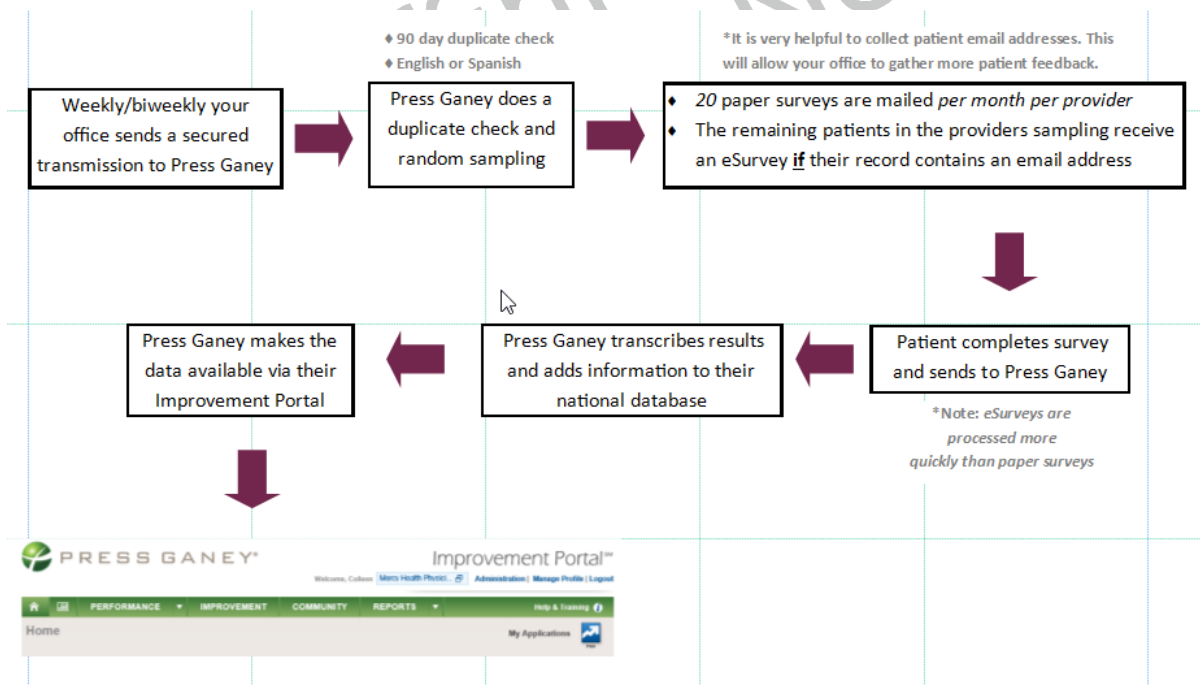 ♦ 90 day duplicate check
♦ English or Spanish
*It is very helpful to collect patient email addresses. This
will allow your office to gather more patient feedback.
Weekly/biweekly your
office sends a secured
transmission to Press Ganey
Press Ganey does a
duplicate check and
random sampling
♦ 20 paper surveys are mailed per month per provider
♦ The remaining patients in the providers sampling receive
an eSurvey if their record contains an email address
Patient completes survey
and sends to Press Ganey
*Note: eSurveys are
processed more
quickly than paper surveys
Press Ganey transcribes results
and adds information to their
national database
Press Ganey makes the
data available via their
Improvement Portal
PRESS GANEY®
Improvement Portal℠
Welcome, Colleen Mercy Health Physici... Administration | Manage Profile | Logout
PERFORMANCE IMPROVEMENT COMMUNITY REPORTS Help & Training
Home
My Applications